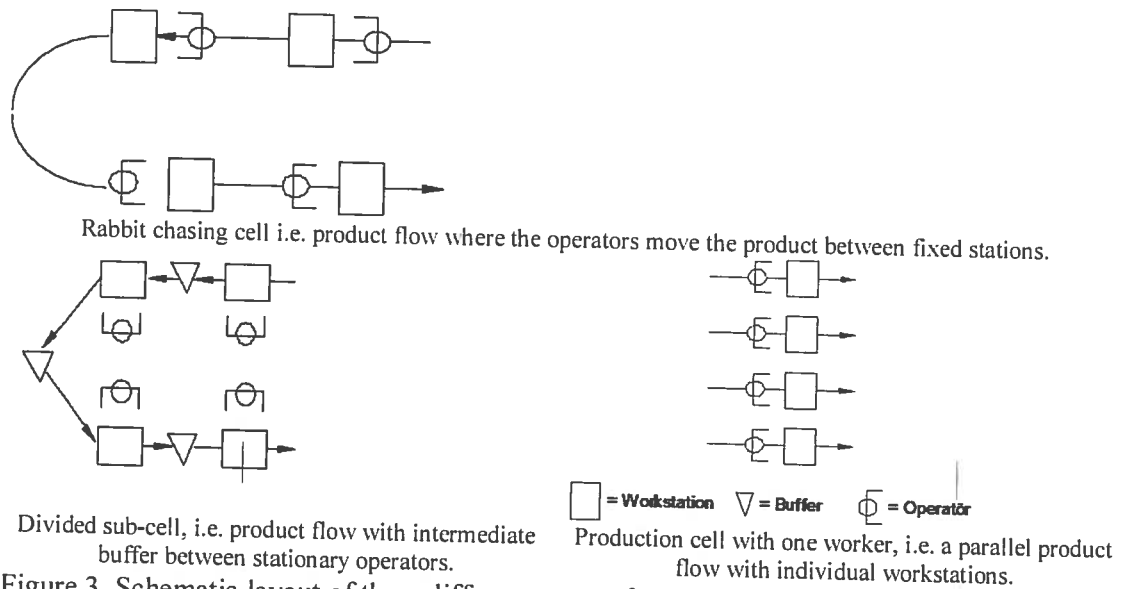 Rabbit chasing cell i.e. product flow where the operators move the product between fixed stations.
= Workstation
= Buffer
= Operatör
Divided sub-cell, i.e. product flow with intermediate
buffer between stationary operators.
Production cell with one worker, i.e. a parallel product
flow with individual workstations.
Figure 3. Schematic layout of three